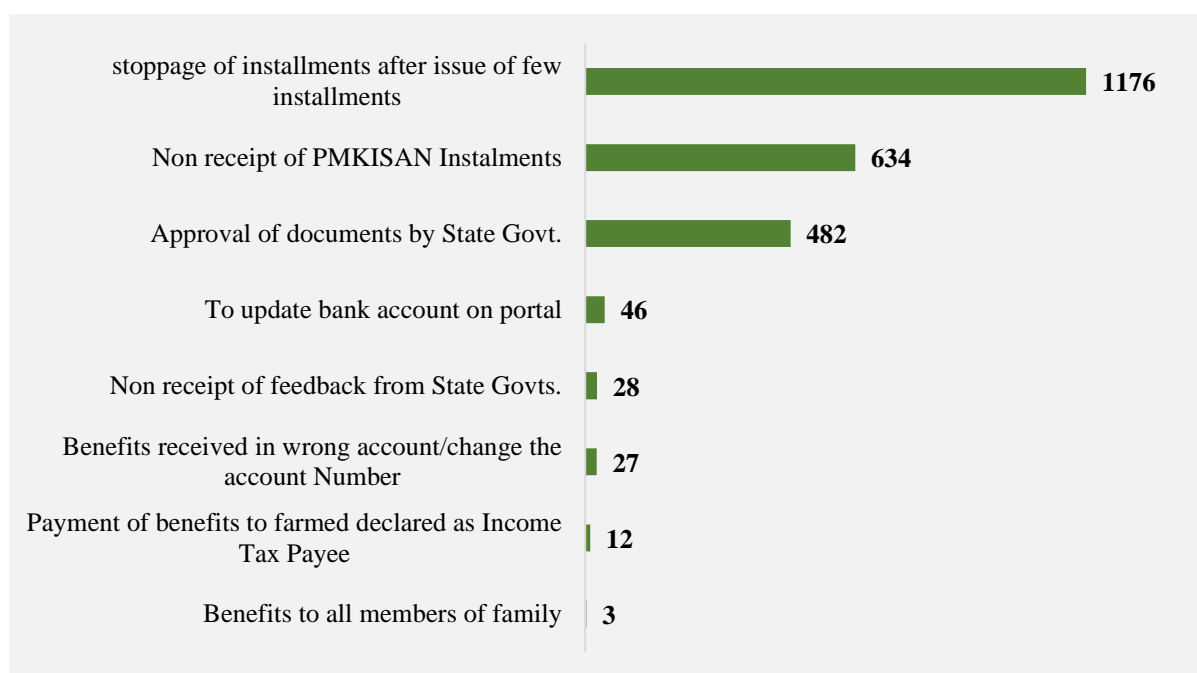 stoppage of installments after issue of few
installments
1176
Non receipt of PMKISAN Instalments
634
Approval of documents by State Govt.
482
To update bank account on portal
46
Non receipt of feedback from State Govts.
28
Benefits received in wrong account/change the
account Number
27
Payment of benefits to farmed declared as Income
Tax Payee
12
Benefits to all members of family
3